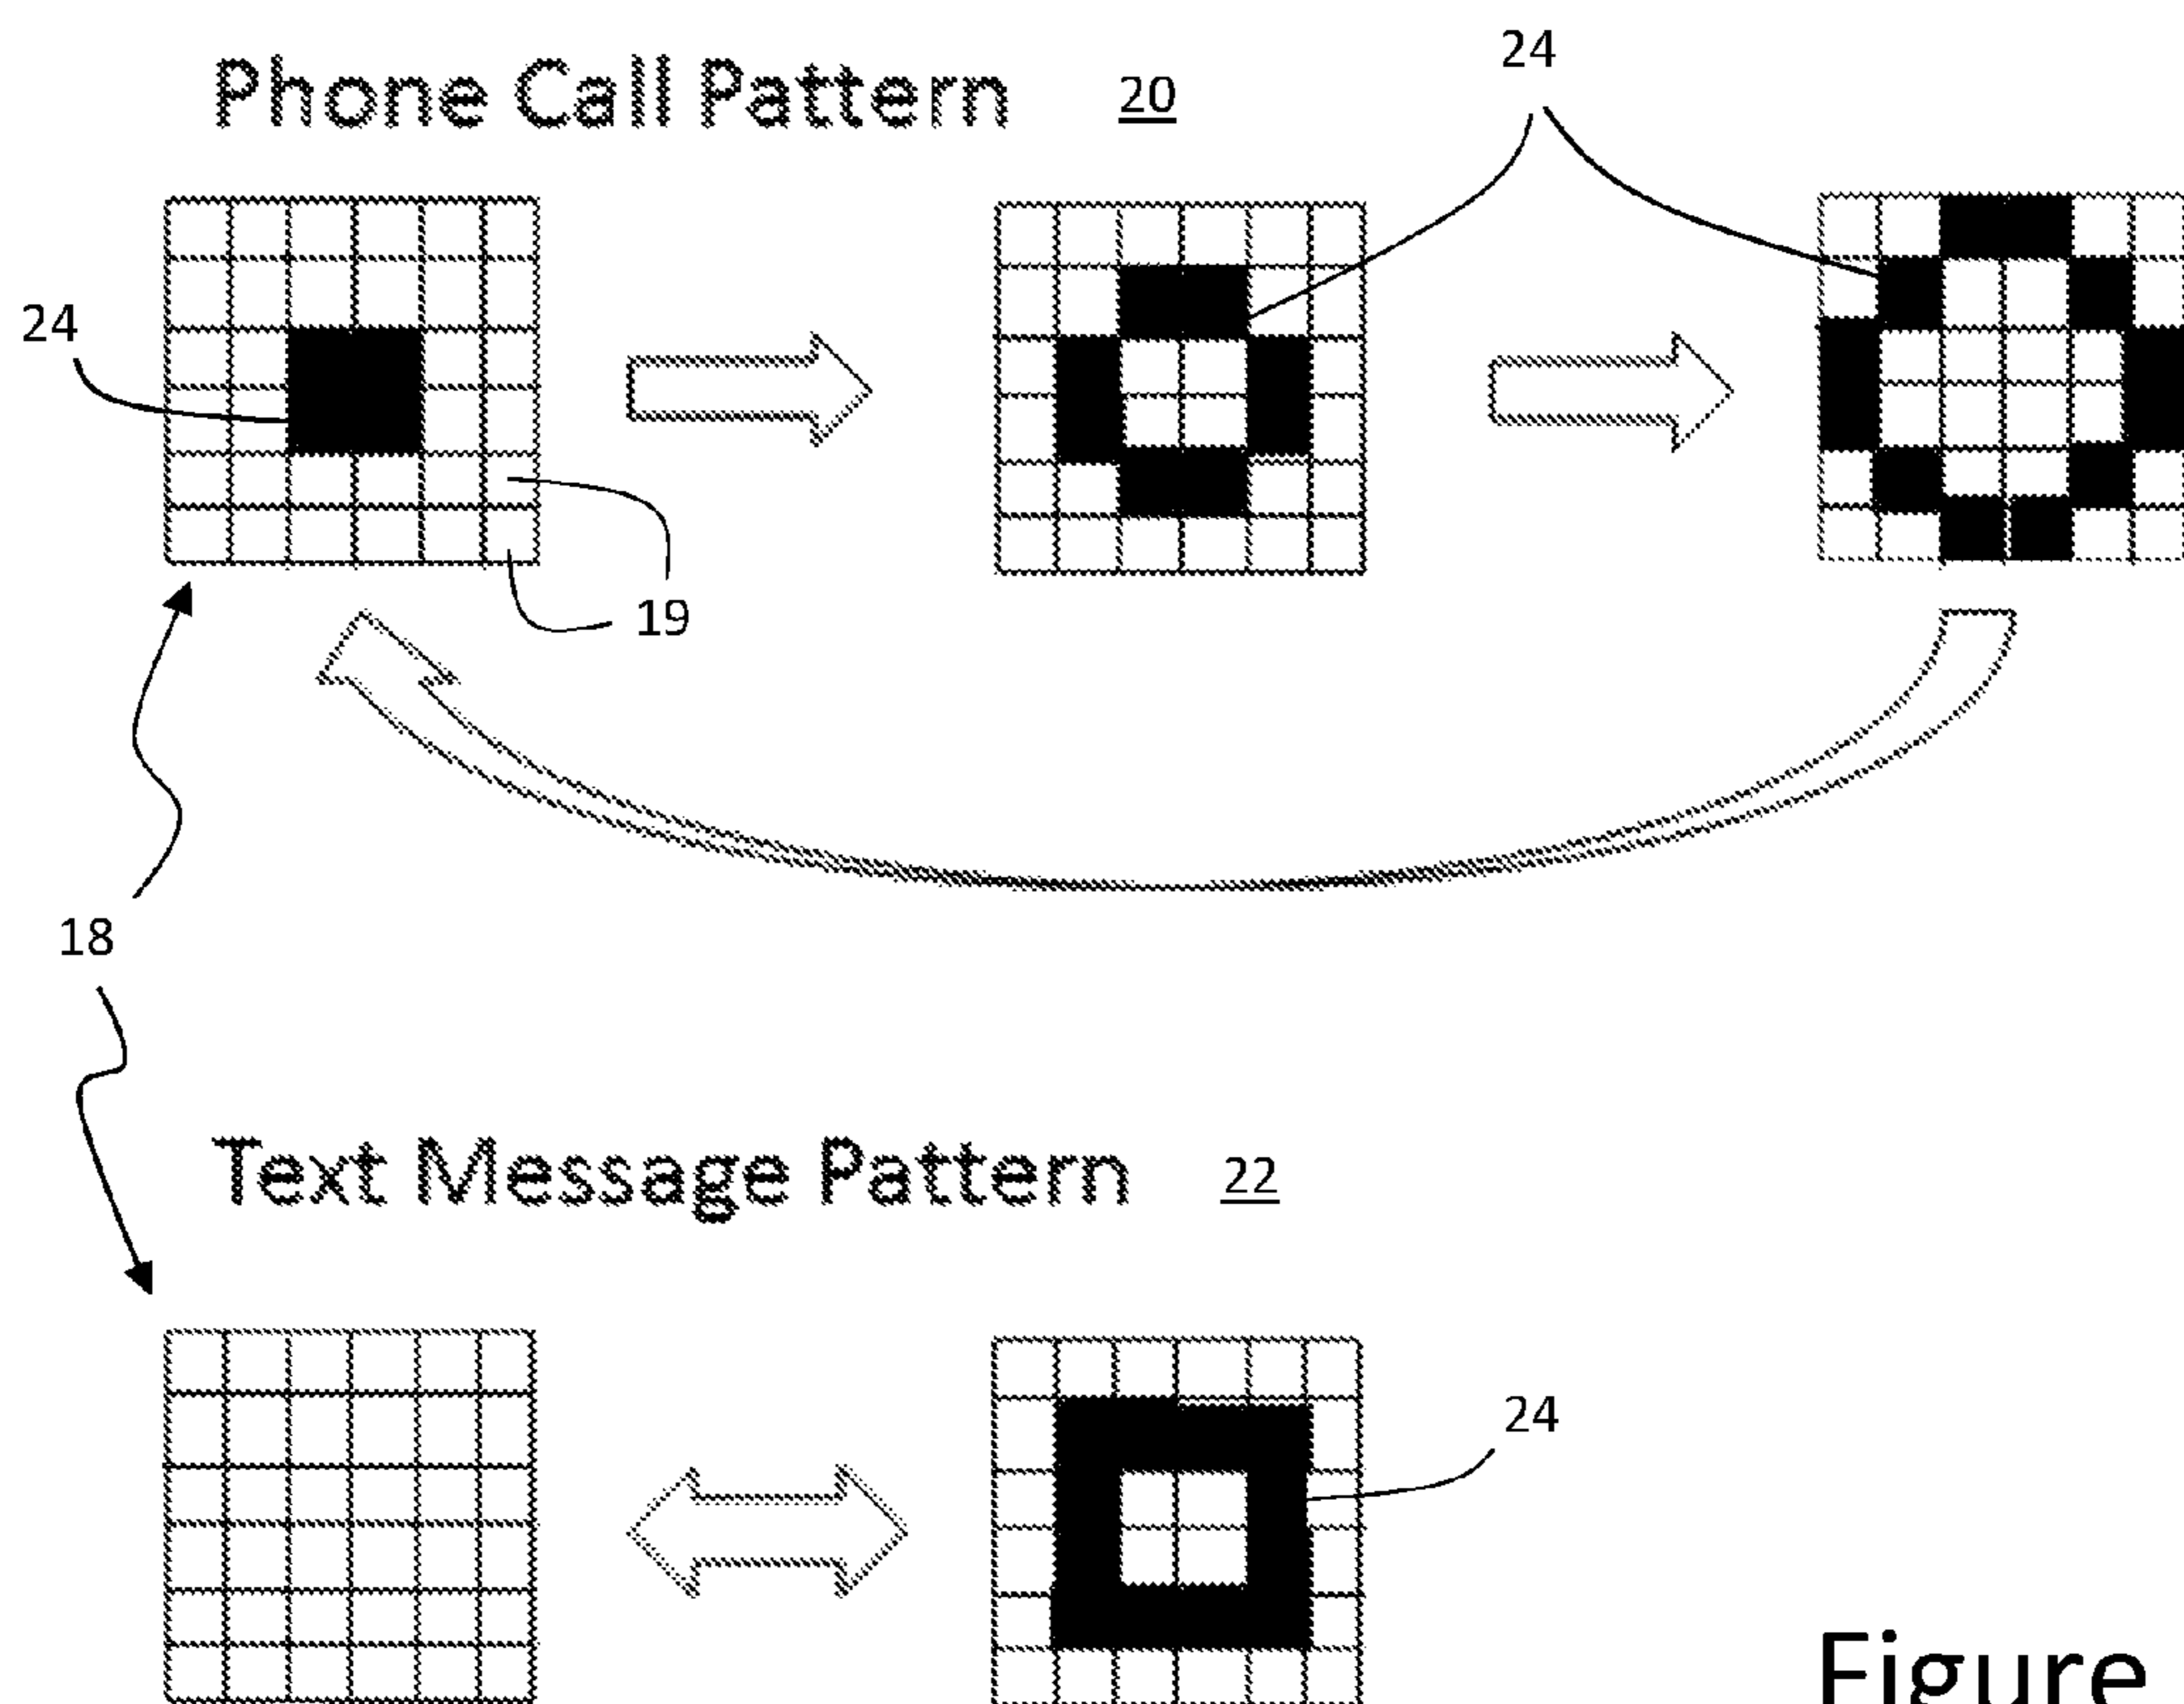 24
Phone Call Pattern 20
24
19
18
Text Message Pattern 22
24
Figure